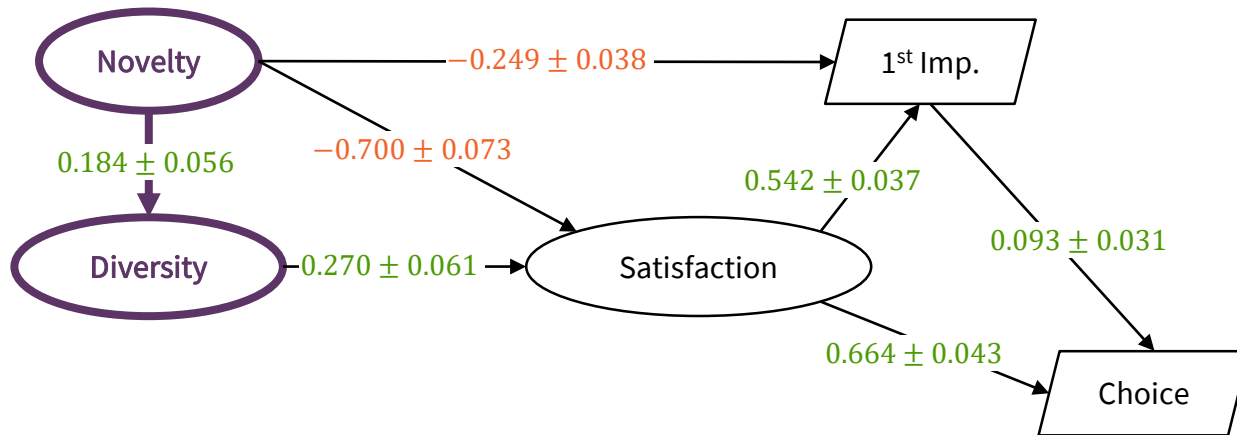 Novelty
−0.249 ± 0.038
1st Imp.
−0.700 ± 0.073
0.184 ± 0.056
0.542 ± 0.037
0.093 ± 0.031
Diversity
0.270 ± 0.061
Satisfaction
0.664 ± 0.043
Choice